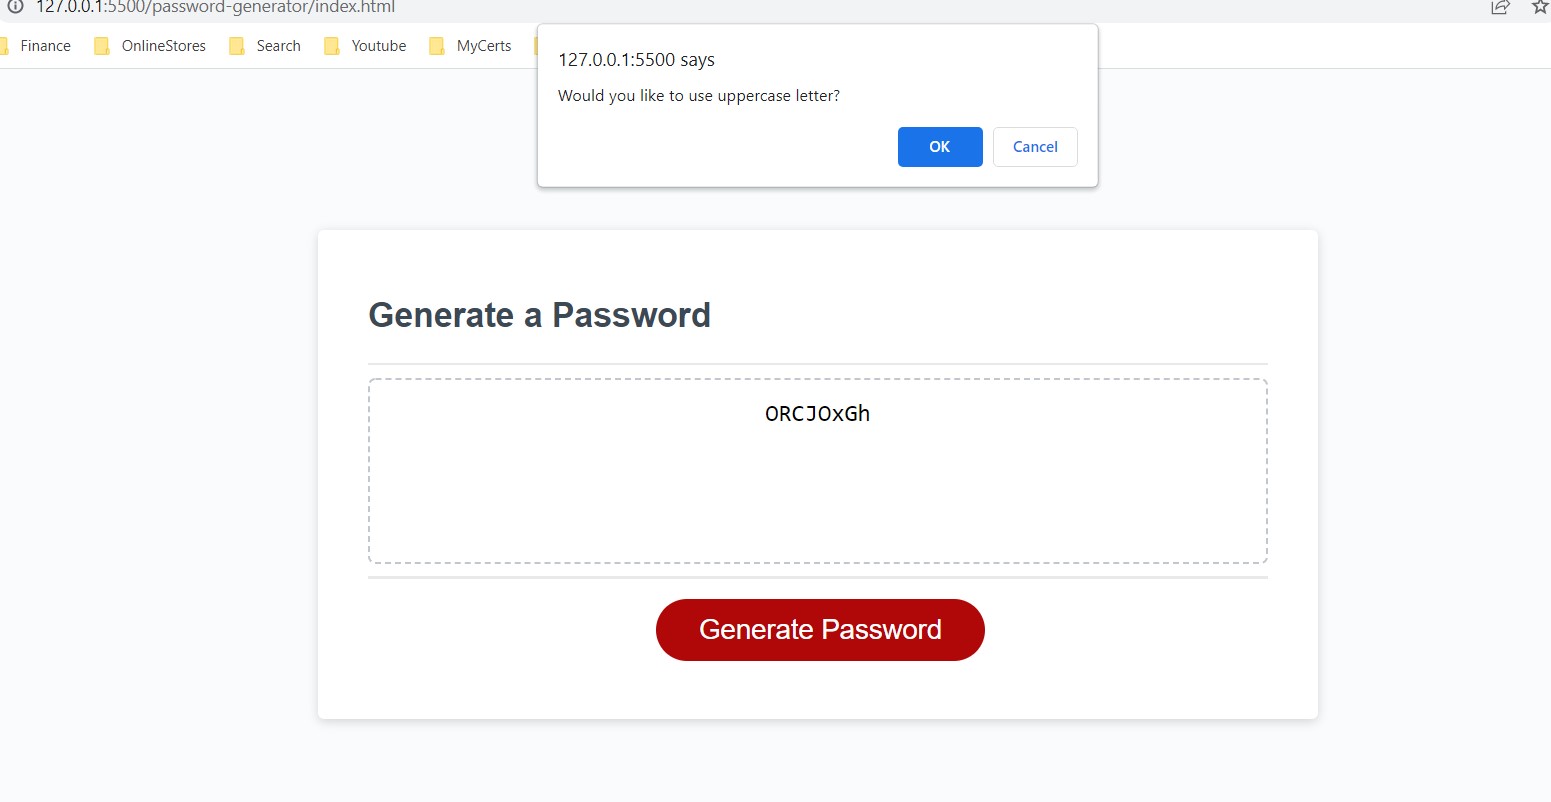 127.0.0.1:5500/password-generator/index.html
Finance OnlineStores Search Youtube MyCerts
127.0.0.1:5500 says
Would you like to use uppercase letter?
OK Cancel
Generate a Password
ORCJOxGh
Generate Password